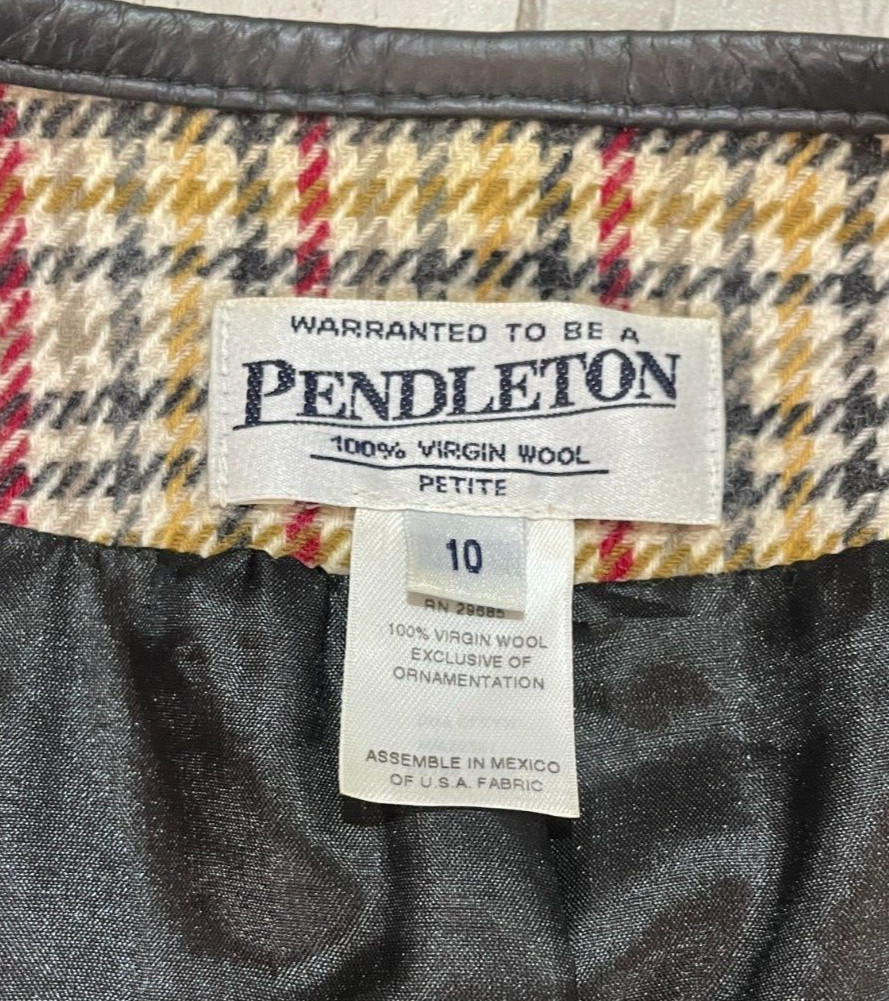 WARRANTED TO BE A
PENDLETON
100% VIRGIN WOOL
PETITE
10
RN 29685
100% VIRGIN WOOL
EXCLUSIVE OF
ORNAMENTATION
ASSEMBLE IN MEXICO
OF U.S.A. FABRIC